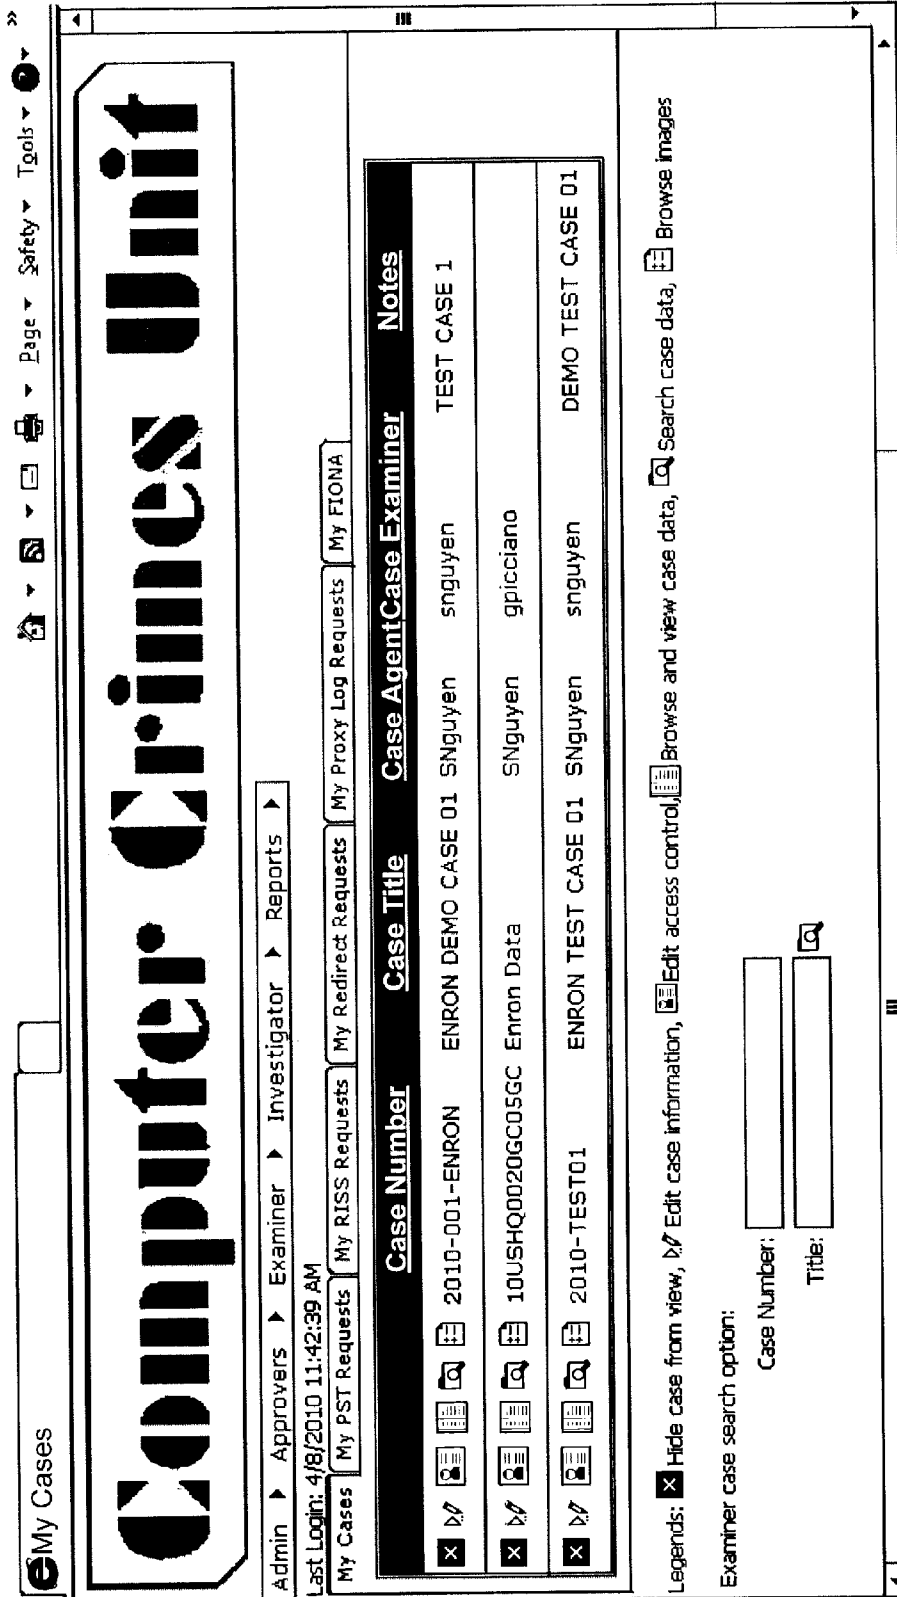 My Cases
» Page Safety Tools
Computer Crimes Unit
Admin Approvers Examiner Investigator Reports
Last Login: 4/8/2010 11:42:39 AM
My Cases My PST Requests My RISS Requests My Redirect Requests My Proxy Log Requests My FIONA
Case Number Case Title Case Agent Case Examiner Notes
2010-001-ENRON ENRON DEMO CASE 01 SNguyen snguyen TEST CASE 1
10USHQ0020GC05GC Enron Data SNguyen gpicciano
2010-TEST01 ENRON TEST CASE 01 SNguyen snguyen DEMO TEST CASE 01
Legends: Hide case from view, Edit case information, Edit access control, Browse and view case data, Search case data, Browse images
Examiner case search option:
Case Number:
Title: